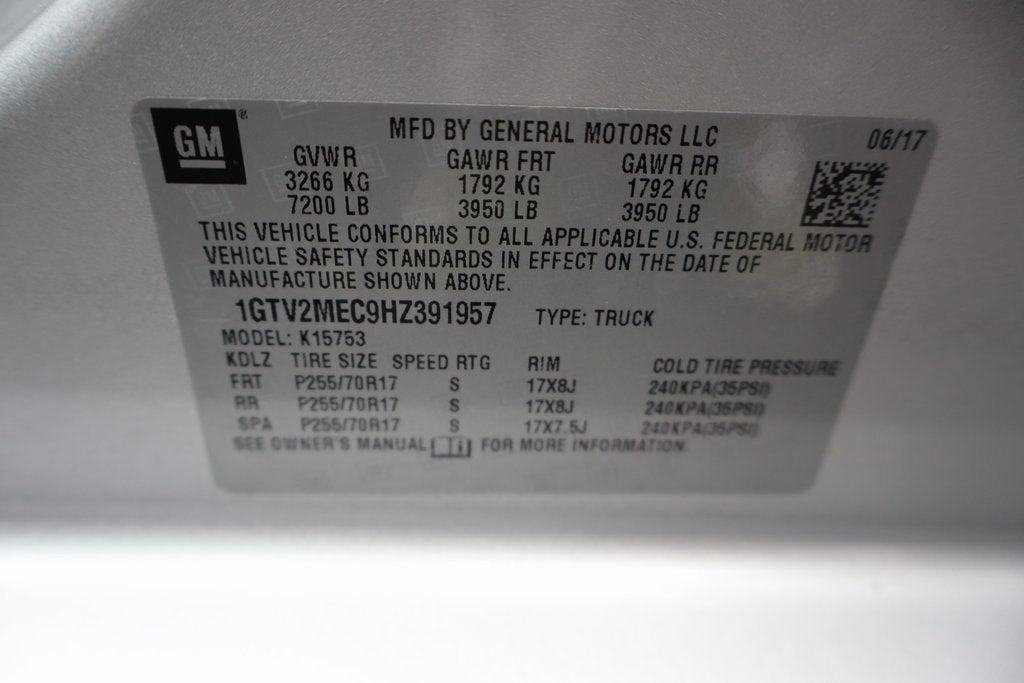 GM ®
MFD BY GENERAL MOTORS LLC 06/17
GVWR GAWR FRT GAWR RR
3266 KG 1792 KG 1792 KG
7200 LB 3950 LB 3950 LB
THIS VEHICLE CONFORMS TO ALL APPLICABLE U.S. FEDERAL MOTOR
VEHICLE SAFETY STANDARDS IN EFFECT ON THE DATE OF
MANUFACTURE SHOWN ABOVE.
1GTV2MEC9HZ391957 TYPE: TRUCK
MODEL: K15753
KDLZ TIRE SIZE SPEED RTG RIM COLD TIRE PRESSURE
FRT P255/70R17 S 17X8J 240KPA(35PSI)
RR P255/70R17 S 17X8J 240KPA(35PSI)
SPA P255/70R17 S 17X7.5J 240KPA(35PSI)
SEE OWNER'S MANUAL FOR MORE INFORMATION.